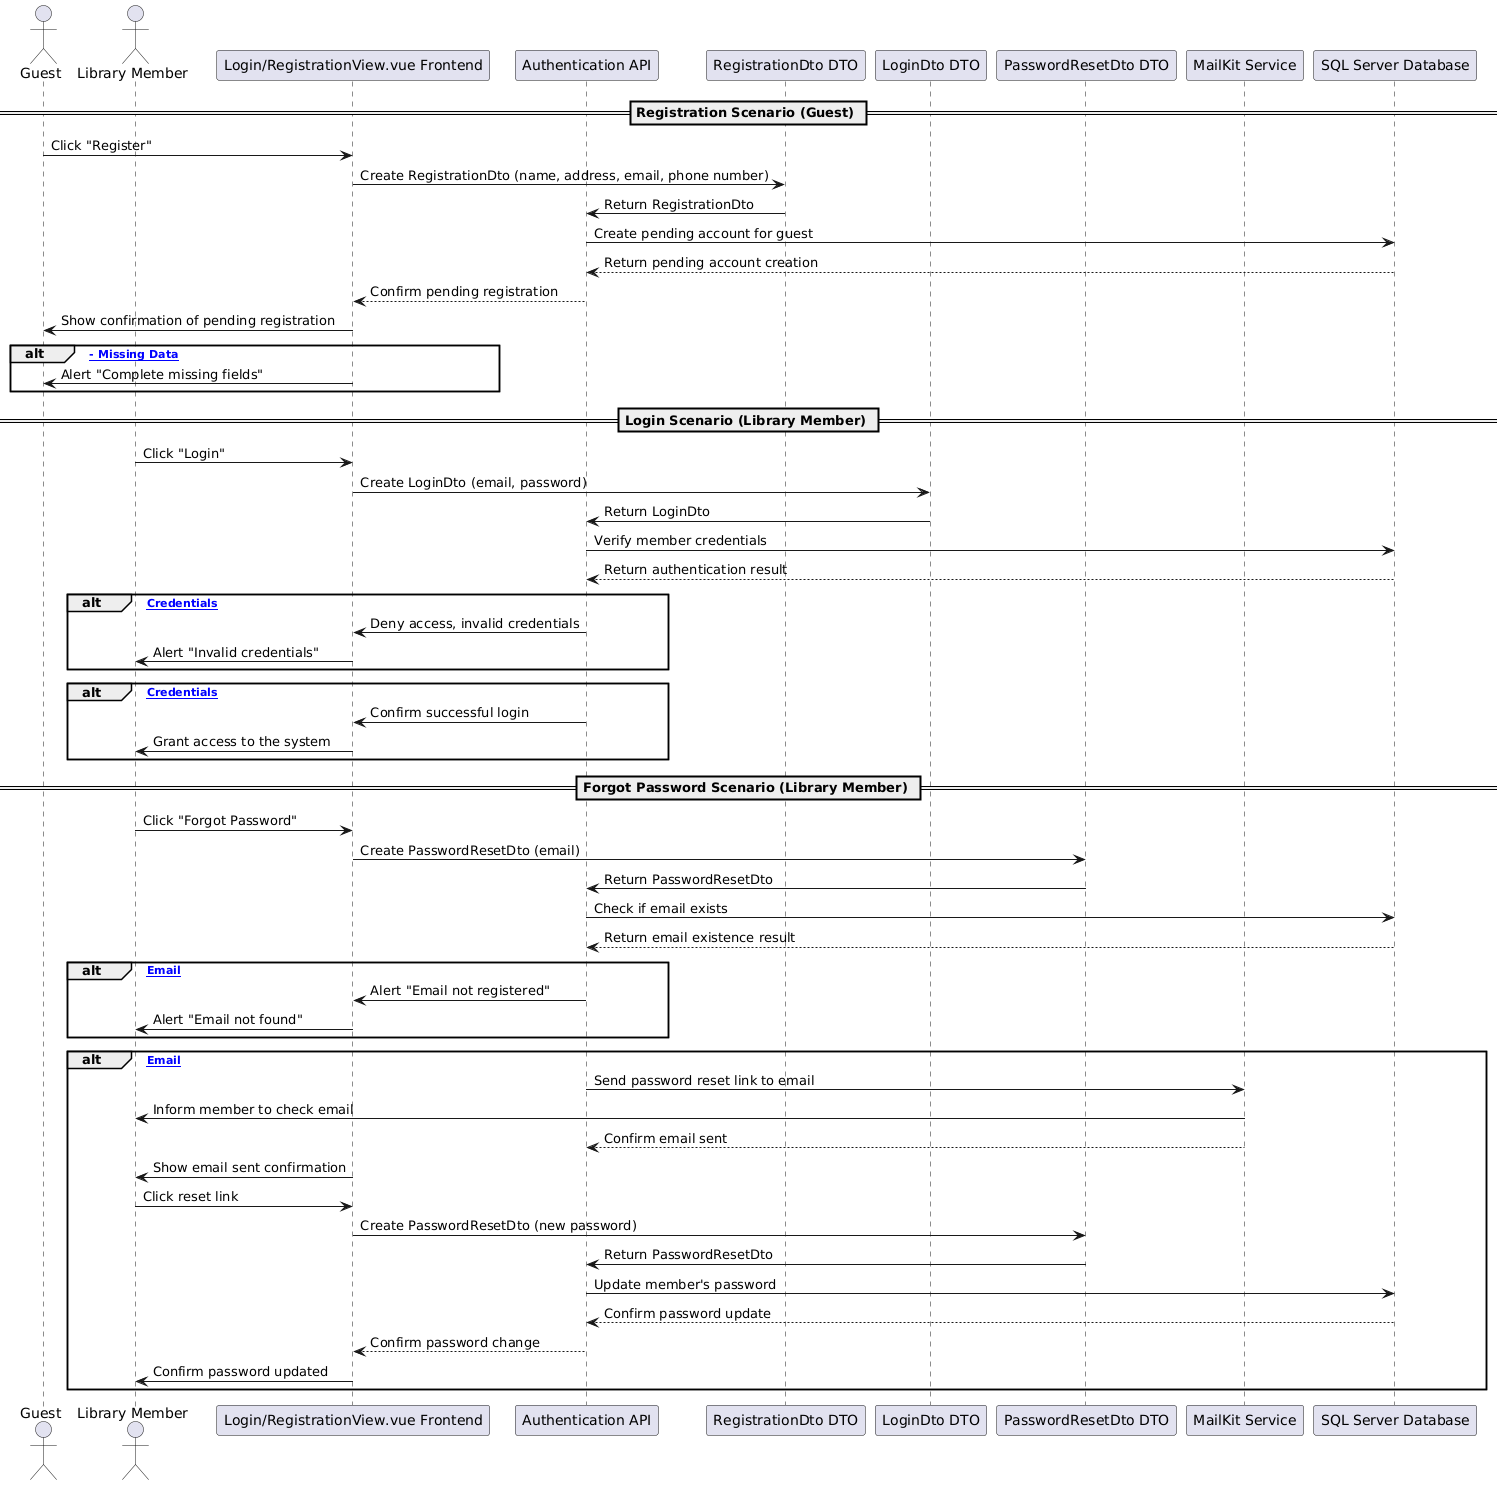 Guest
Library Member
Login/RegistrationView.vue Frontend
Authentication API
RegistrationDto DTO
LoginDto DTO
PasswordResetDto DTO
MailKit Service
SQL Server Database
Registration Scenario (Guest)
Click "Register"
Create RegistrationDto (name, address, email, phone number)
Return RegistrationDto
Create pending account for guest
Return pending account creation
Confirm pending registration
Show confirmation of pending registration
alt
- Missing Data
Alert "Complete missing fields"
Login Scenario (Library Member)
Click "Login"
Create LoginDto (email, password)
Return LoginDto
Verify member credentials
Return authentication result
alt
Credentials
Deny access, invalid credentials
Alert "Invalid credentials"
alt
Credentials
Confirm successful login
Grant access to the system
Forgot Password Scenario (Library Member)
Click "Forgot Password"
Create PasswordResetDto (email)
Return PasswordResetDto
Check if email exists
Return email existence result
alt
Email
Alert "Email not registered"
Alert "Email not found"
alt
Email
Send password reset link to email
Inform member to check email
Confirm email sent
Show email sent confirmation
Click reset link
Create PasswordResetDto (new password)
Return PasswordResetDto
Update member's password
Confirm password update
Confirm password change
Confirm password updated
Guest
Library Member
Login/RegistrationView.vue Frontend
Authentication API
RegistrationDto DTO
LoginDto DTO
PasswordResetDto DTO
MailKit Service
SQL Server Database